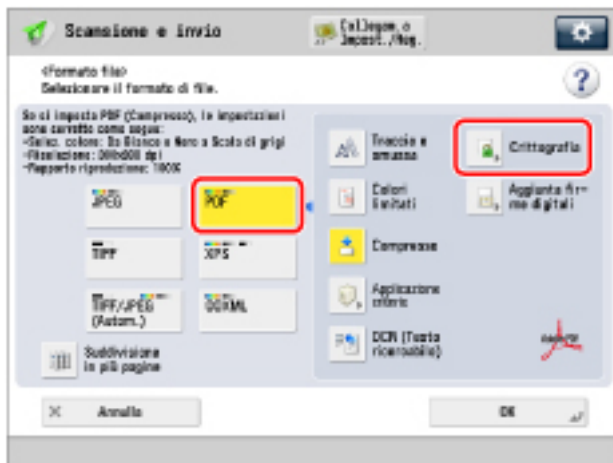 Scansione e invio
Collegam. a
Impost./Reg.
<Formato file>
Selezionare il formato di file.
?
Se si imposta PDF (Compresso), le impostazioni
sono corrette come segue:
-Selez. colore: Da Bianco e Nero a Scala di grigi
-Risoluzione: 300x300 dpi
-Rapporto riproduzione: 100%
JPEG
PDF
TIFF
XPS
TIFF/JPEG
(Autom.)
OOXML
Suddivisione
in più pagine
Traccia e
smussa
Crittografia
Colori
limitati
Aggiunta fir-
me digitali
Compresso
Applicazione
criterio
OCR (Testo
ricercabile)
Annulla
OK